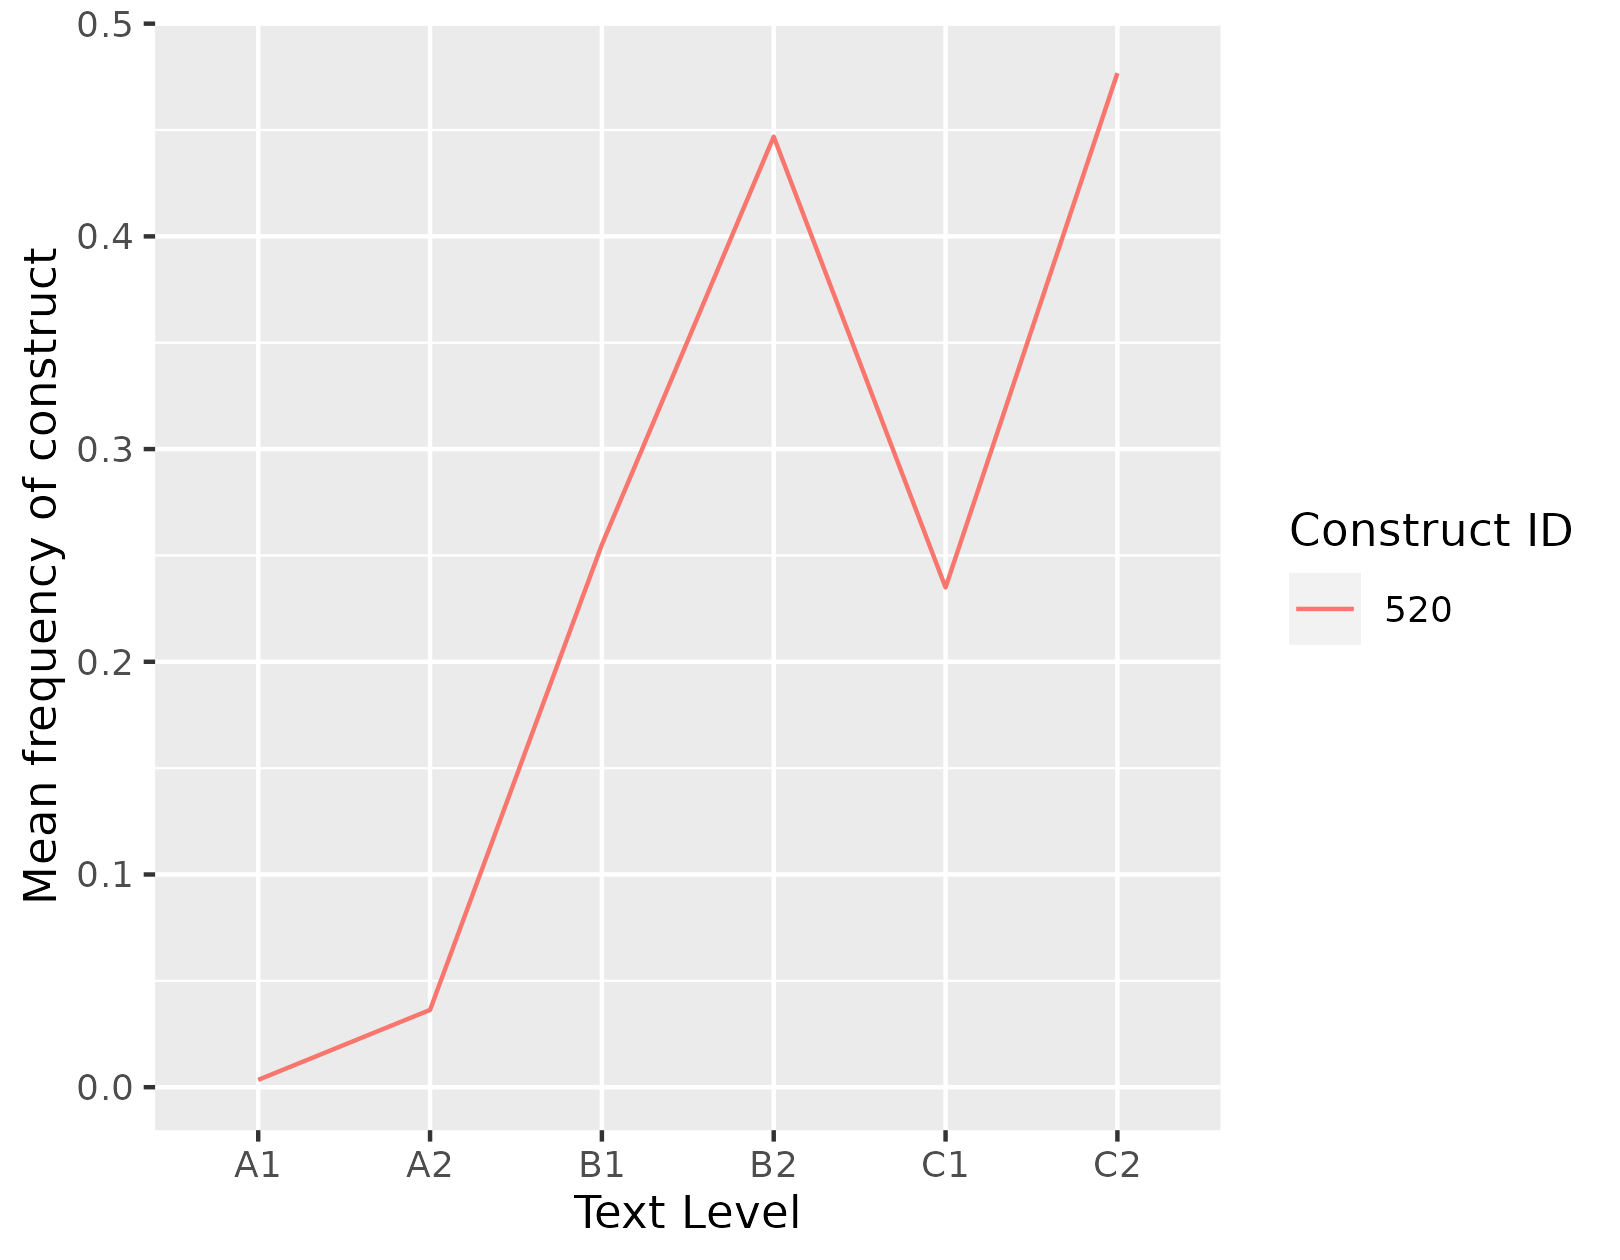 Mean frequency of construct
0.5
0.4
0.3
0.2
0.1
0.0
A1 A2 B1 B2 C1 C2
Text Level
Construct ID
520